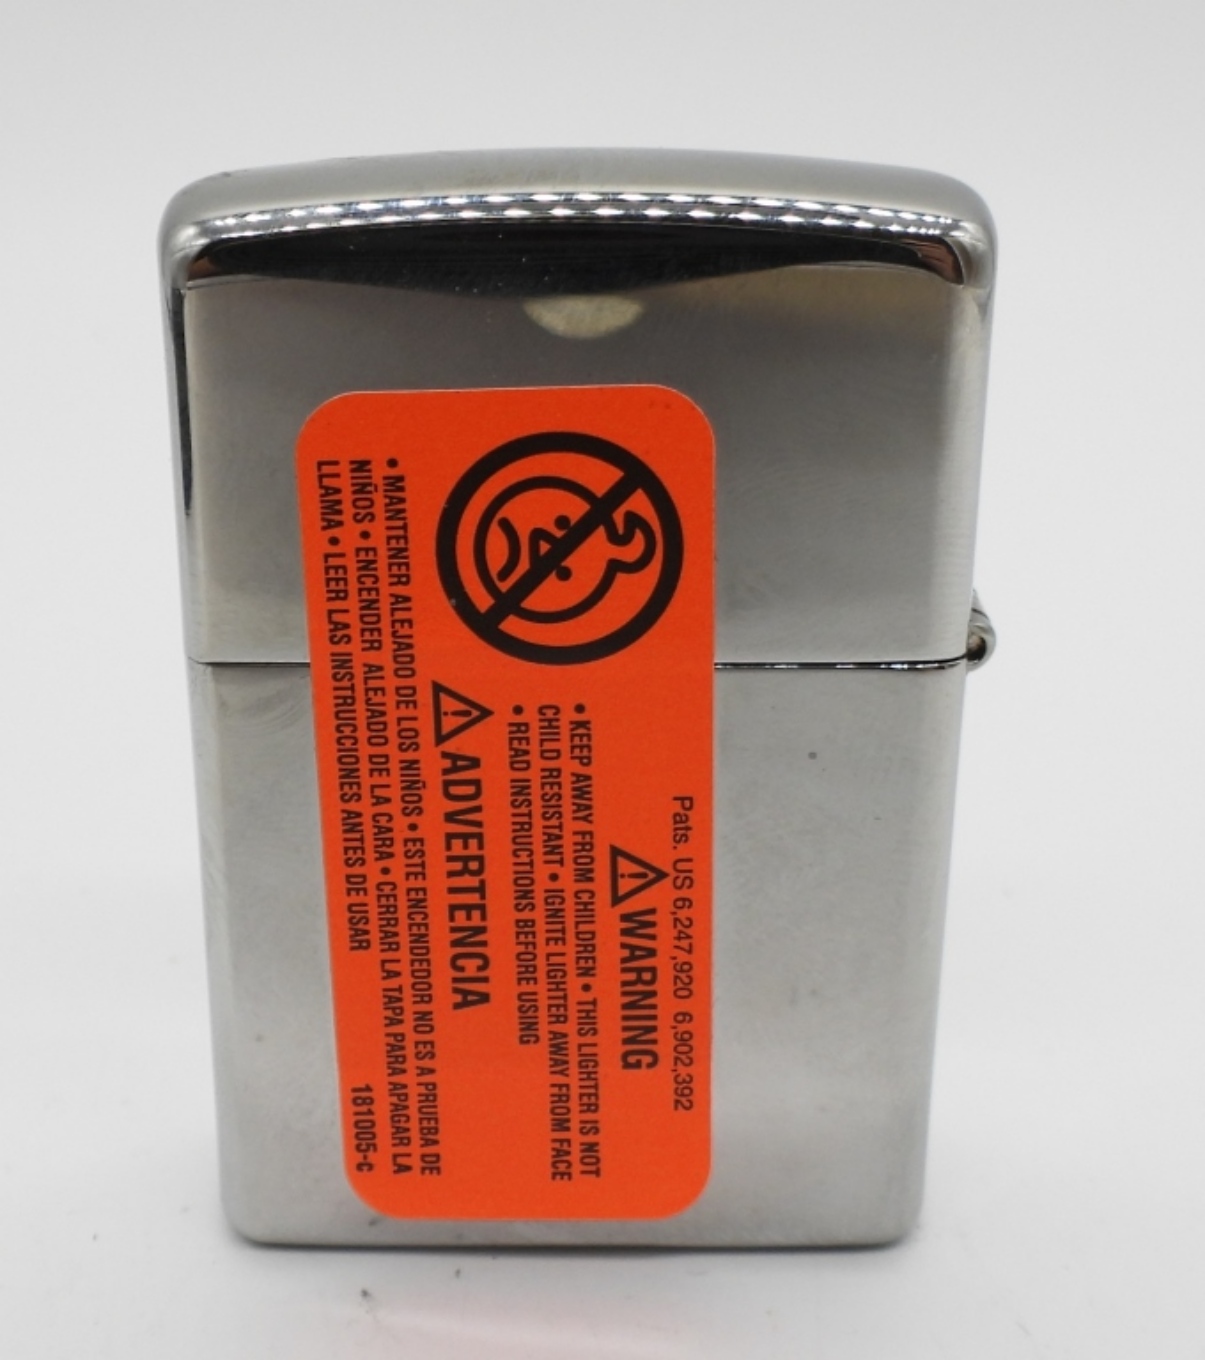 Pats. US 6,247,920 6,902,392
WARNING
• KEEP AWAY FROM CHILDREN • THIS LIGHTER IS NOT
CHILD RESISTANT • IGNITE LIGHTER AWAY FROM FACE
• READ INSTRUCTIONS BEFORE USING
ADVERTENCIA
• MANTENER ALEJADO DE LOS NIÑOS • ESTE ENCENDEDOR NO ES A PRUEBA DE
NIÑOS • ENCENDER ALEJADO DE LA CARA • CERRAR LA TAPA PARA APAGAR LA
LLAMA • LEER LAS INSTRUCCIONES ANTES DE USAR
181005-c